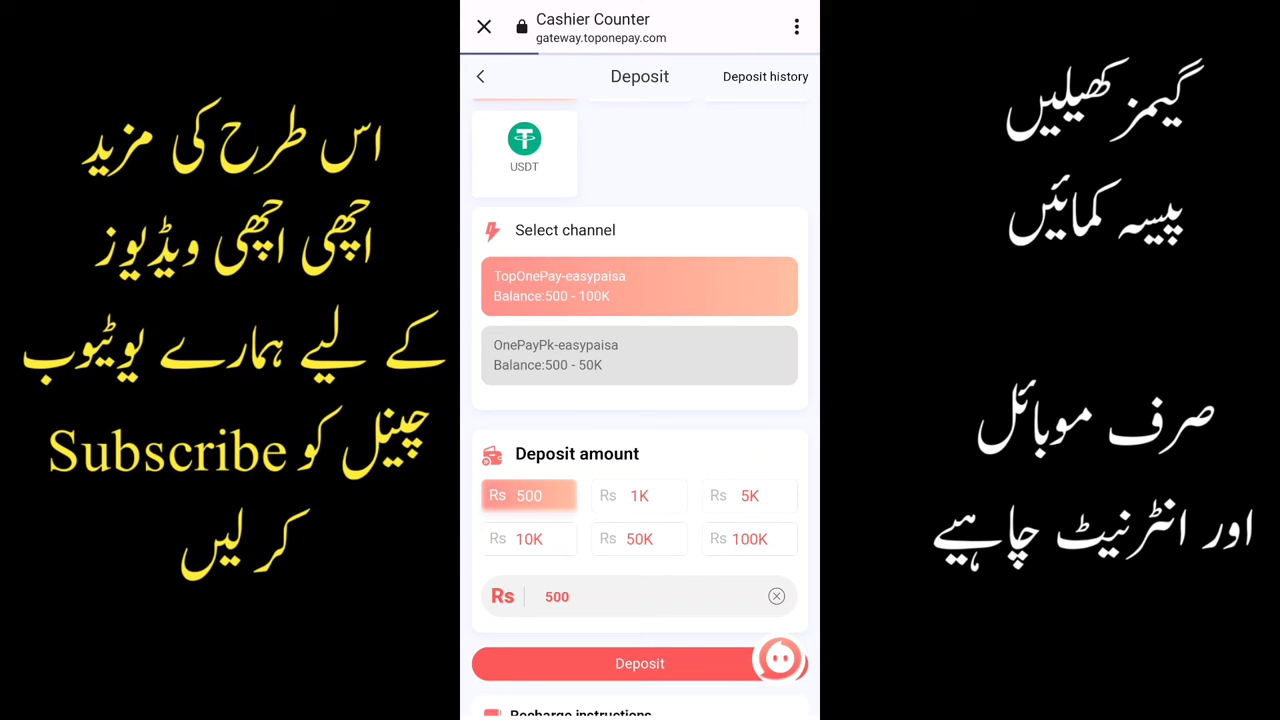 اس طرح کی مزید
اچھی اچھی ویڈیوز
کے لیے ہمارے یوٹیوب
چینل کو Subscribe
کر لیں
Cashier Counter
gateway.toponepay.com
Deposit
Deposit history
USDT
Select channel
TopOnePay-easypaisa
Balance:500 - 100K
OnePayPk-easypaisa
Balance:500 - 50K
Deposit amount
Rs 500
Rs 1K
Rs 5K
Rs 10K
Rs 50K
Rs 100K
Rs 500
Deposit
Recharge instructions
گیمز کھیلیں
پیسہ کمائیں
صرف موبائل
اور انٹرنیٹ چاہیے